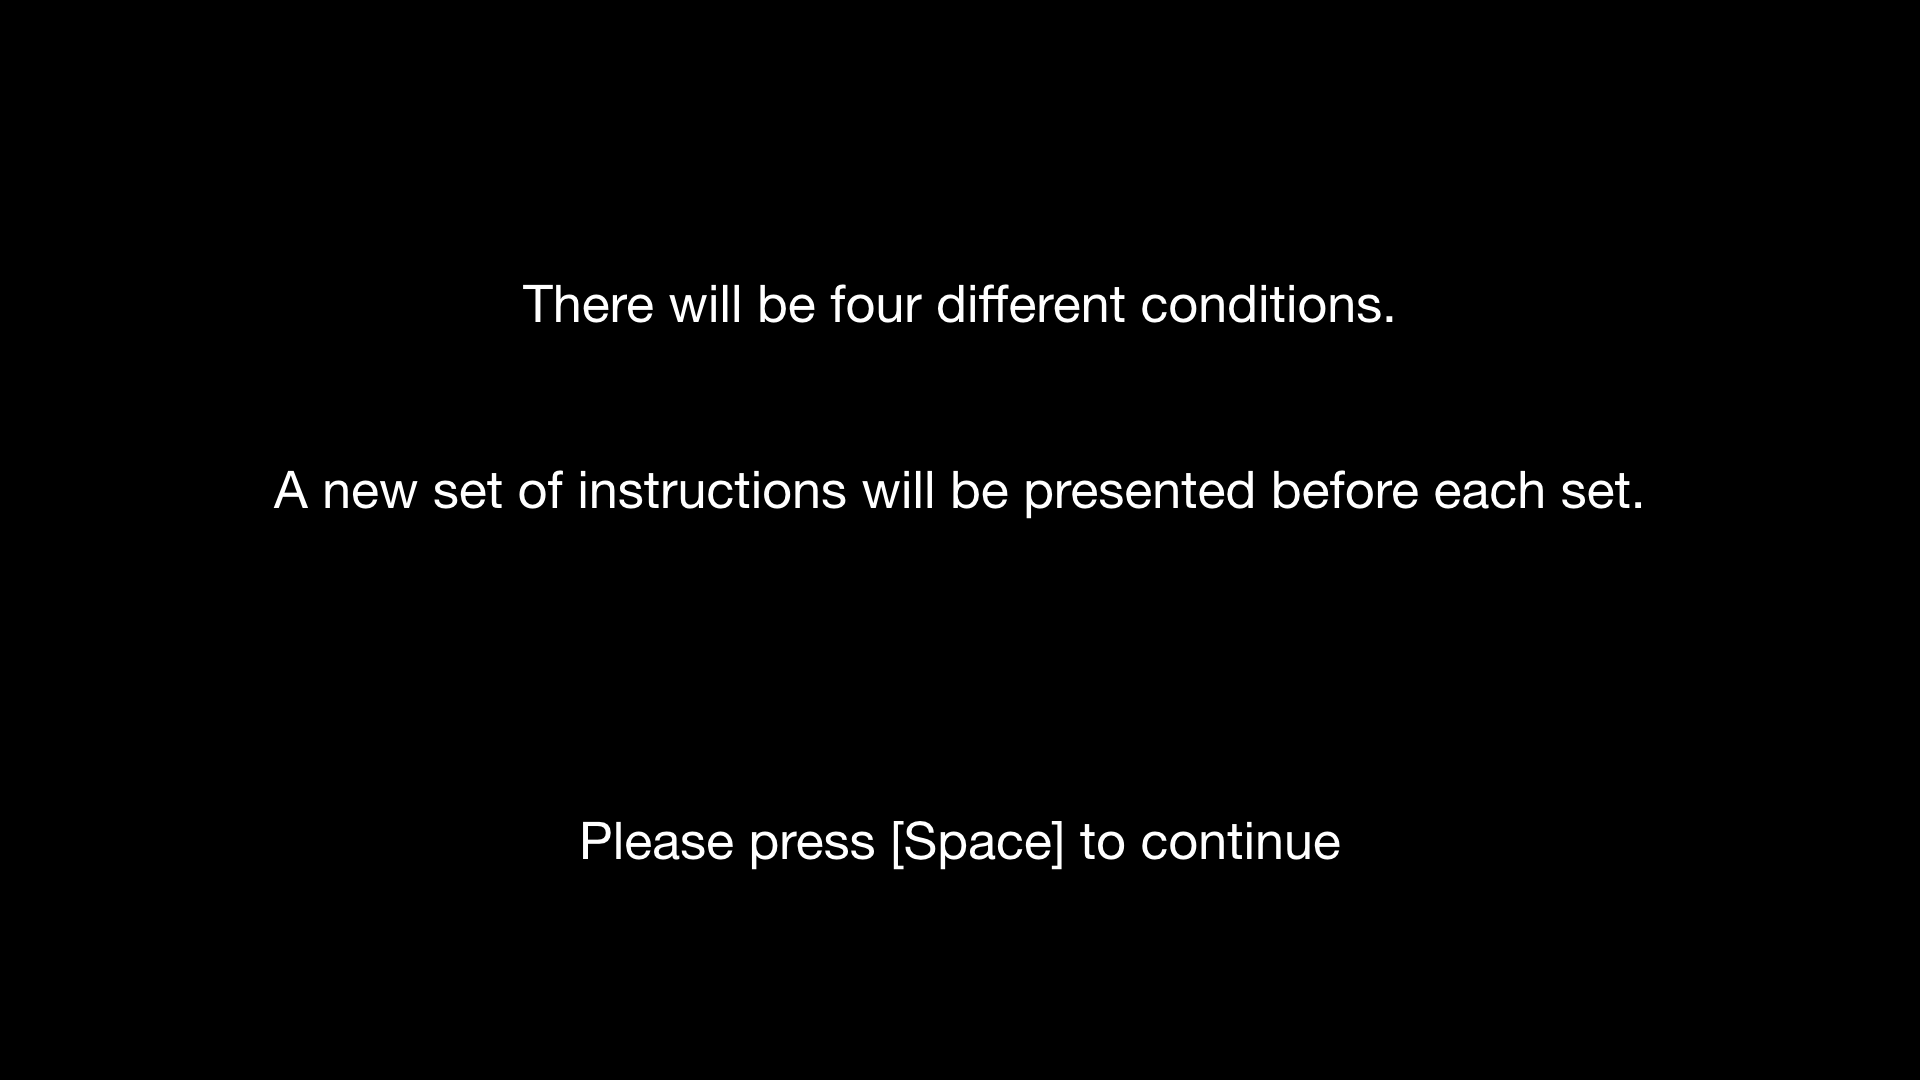 There will be four different conditions.
A new set of instructions will be presented before each set.
Please press [Space] to continue